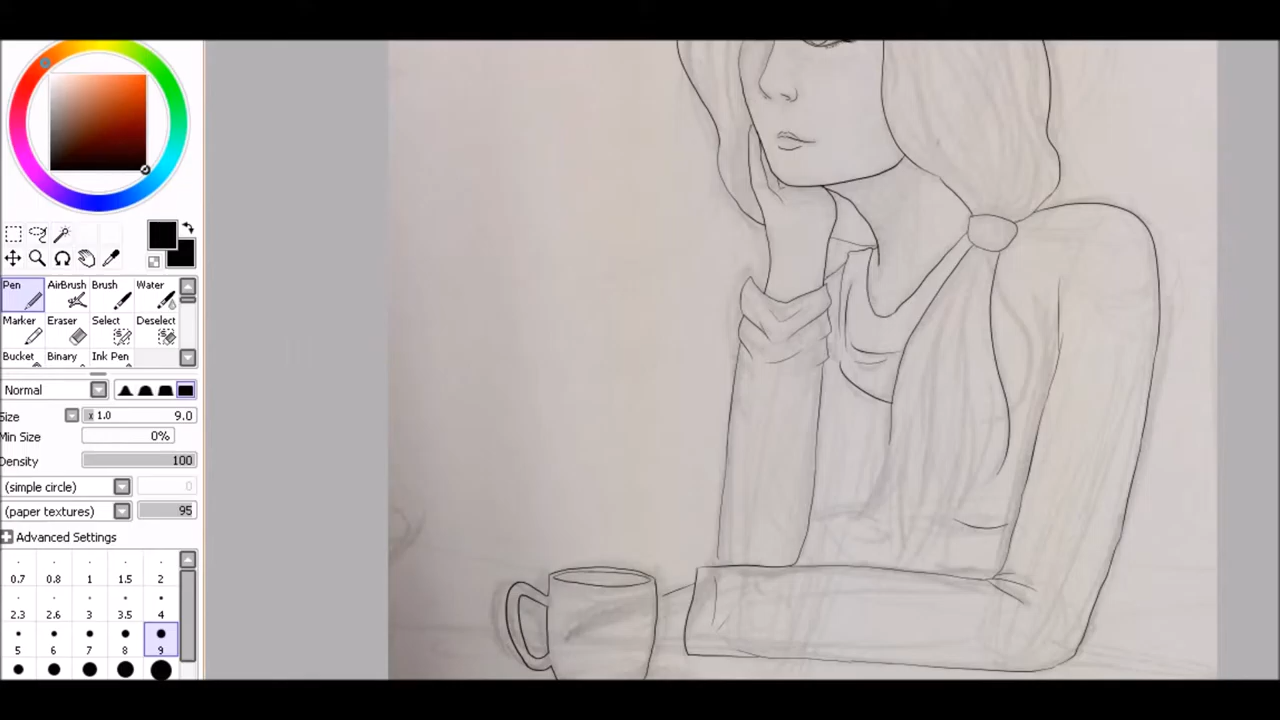 Pen AirBrush Brush Water
Marker Eraser Select Deselect
Bucket Binary Ink Pen
Normal
Size x 1.0 9.0
Min Size 0%
Density 100
(simple circle) 0
(paper textures) 95
Advanced Settings
0.7 0.8 1 1.5 2
2.3 2.6 3 3.5 4
5 6 7 8 9